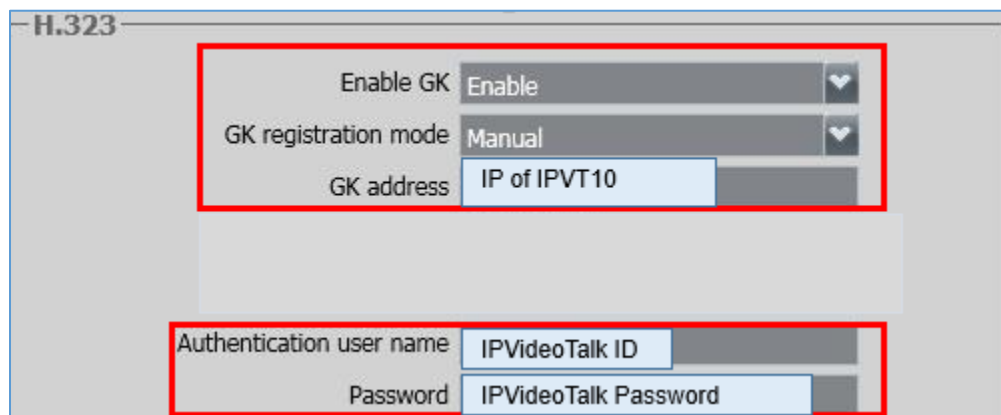 H.323
Enable GK Enable
GK registration mode Manual
GK address IP of IPVT10
Authentication user name IPVideoTalk ID
Password IPVideoTalk Password